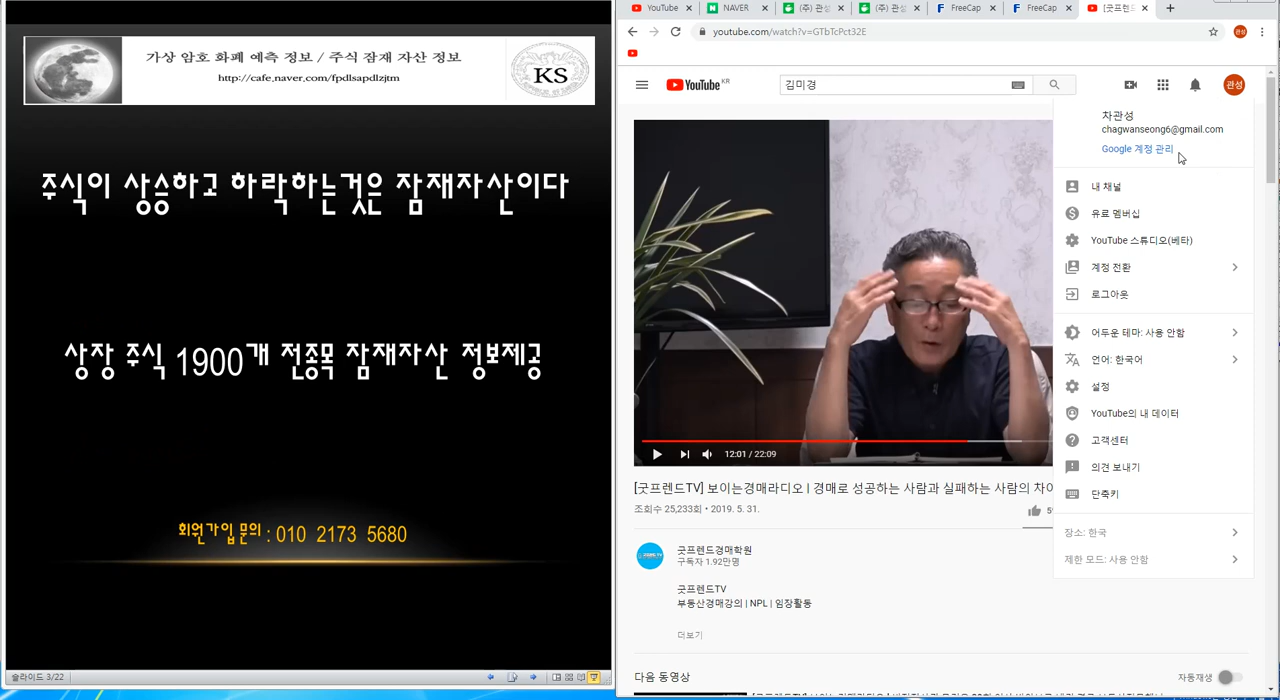 가상 암호 화폐 예측 정보 / 주식 잠재 자산 정보
http://cafe.naver.com/fpdlsapdlzjtm
KS
주식이 상승하고 하락하는것은 잠재자산이다
상장 주식 1900개 전종목 잠재자산 정보제공
회원가입 문의 : 010 2173 5680
슬라이드 3/22
YouTube
NAVER
(주) 관성
(주) 관성
FreeCap
FreeCap
[굿프렌드
youtube.com/watch?v=GTbTcPct32E
관성
YouTube KR
김미경
관성
차관성
chagwanseong6@gmail.com
Google 계정 관리
내 채널
유료 멤버십
YouTube 스튜디오(베타)
계정 전환
로그아웃
어두운 테마: 사용 안함
언어: 한국어
설정
YouTube의 내 데이터
고객센터
의견 보내기
단축키
장소: 한국
제한 모드: 사용 안함
12:01 / 22:09
[굿프렌드TV] 보이는경매라디오 | 경매로 성공하는 사람과 실패하는 사람의 차이
조회수 25,233회 • 2019. 5. 31.
굿프렌드경매학원
구독자 1.92만명
굿프렌드TV
부동산경매강의 | NPL | 임장활동
더보기
다음 동영상
자동재생